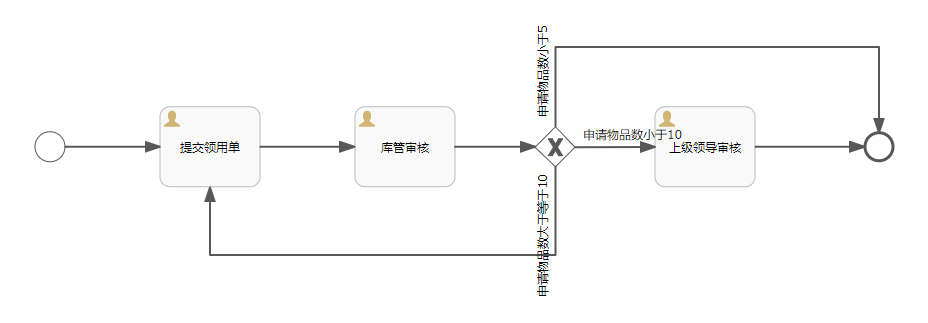 申请物品数小于5
提交领用单
库管审核
申请物品数小于10
上级领导审核
申请物品数大于等于10